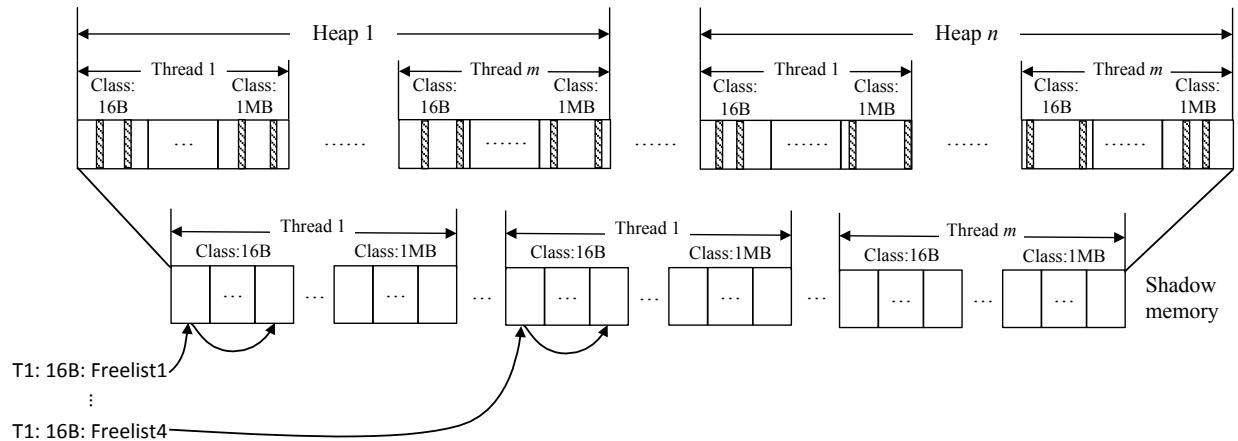 Heap 1
Heap n
Thread 1
Thread m
Thread 1
Thread m
Class:
16B
Class:
1MB
Class:
16B
Class:
1MB
Class:
16B
Class:
1MB
Class:
16B
Class:
1MB
...
......
......
......
......
......
......
Thread 1
Thread 1
Thread m
Class:16B
Class:1MB
Class:16B
Class:1MB
Class:16B
Class:1MB
...
...
...
...
...
...
...
...
...
...
...
Shadow
memory
T1: 16B: Freelist1
...
T1: 16B: Freelist4